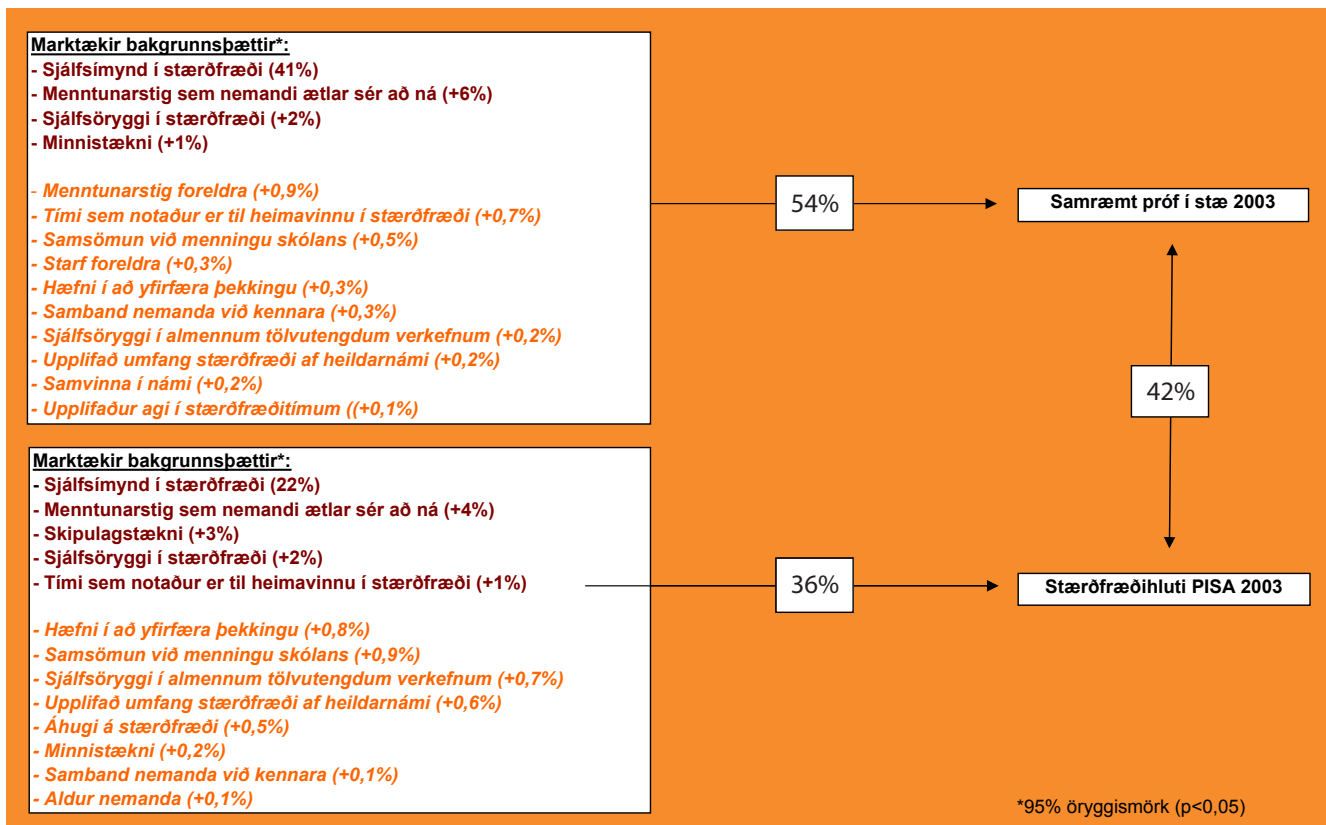 Marktækir bakgrunnsþættir*:
- Sjálfsímynd í stærðfræði (41%)
- Menntunarstig sem nemandi ætlar sér að ná (+6%)
- Sjálfsöryggi í stærðfræði (+2%)
- Minnistækni (+1%)
- Menntunarstig foreldra (+0,9%)
- Tími sem notaður er til heimavinnu í stærðfræði (+0,7%)
- Samsömun við menningu skólans (+0,5%)
- Starf foreldra (+0,3%)
- Hæfni í að yfirfæra þekkingu (+0,3%)
- Samband nemanda við kennara (+0,3%)
- Sjálfsöryggi í almennum tölvutengdum verkefnum (+0,2%)
- Upplifað umfang stærðfræði af heildarnámi (+0,2%)
- Samvinna í námi (+0,2%)
- Upplifaður agi í stærðfræðitímum ((+0,1%)
54%
Samræmt próf í stæ 2003
42%
Marktækir bakgrunnsþættir*:
- Sjálfsímynd í stærðfræði (22%)
- Menntunarstig sem nemandi ætlar sér að ná (+4%)
- Skipulagstækni (+3%)
- Sjálfsöryggi í stærðfræði (+2%)
- Tími sem notaður er til heimavinnu í stærðfræði (+1%)
- Hæfni í að yfirfæra þekkingu (+0,8%)
- Samsömun við menningu skólans (+0,9%)
- Sjálfsöryggi í almennum tölvutengdum verkefnum (+0,7%)
- Upplifað umfang stærðfræði af heildarnámi (+0,6%)
- Áhugi á stærðfræði (+0,5%)
- Minnistækni (+0,2%)
- Samband nemanda við kennara (+0,1%)
- Aldur nemanda (+0,1%)
36%
Stærðfræðihluti PISA 2003
*95% öryggismörk (p<0,05)